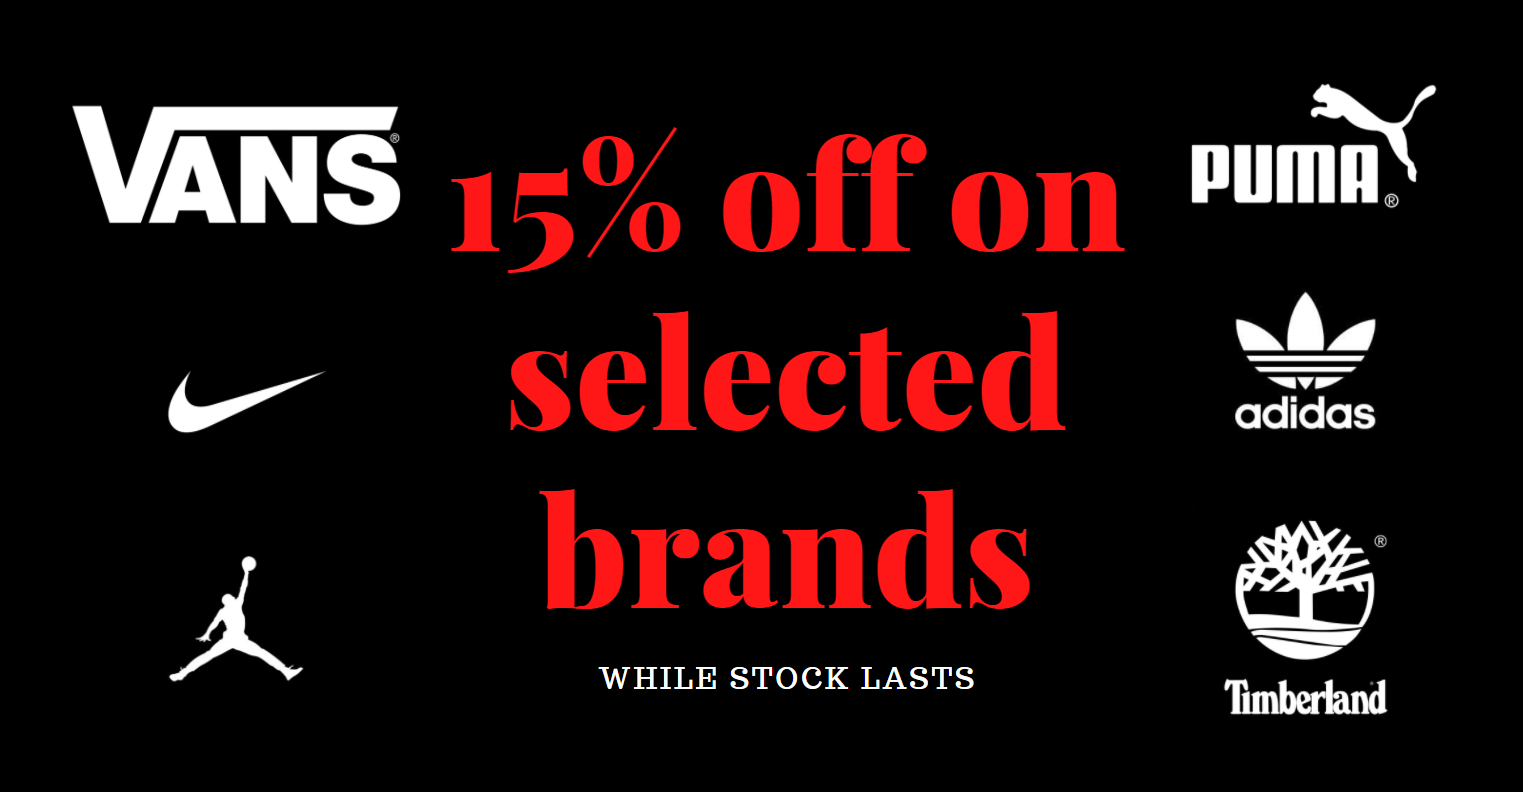 VANS®
PUMA®
15% off on
selected
brands
adidas
®
Timberland
WHILE STOCK LASTS